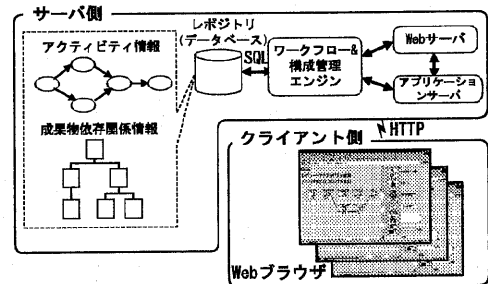 サーバ側
レポジトリ
(データベース)
アクティビティ情報
SQL
ワークフロー&
構成管理
エンジン
Webサーバ
アプリケーション
サーバ
成果物依存関係情報
HTTP
クライアント側
Webブラウザ